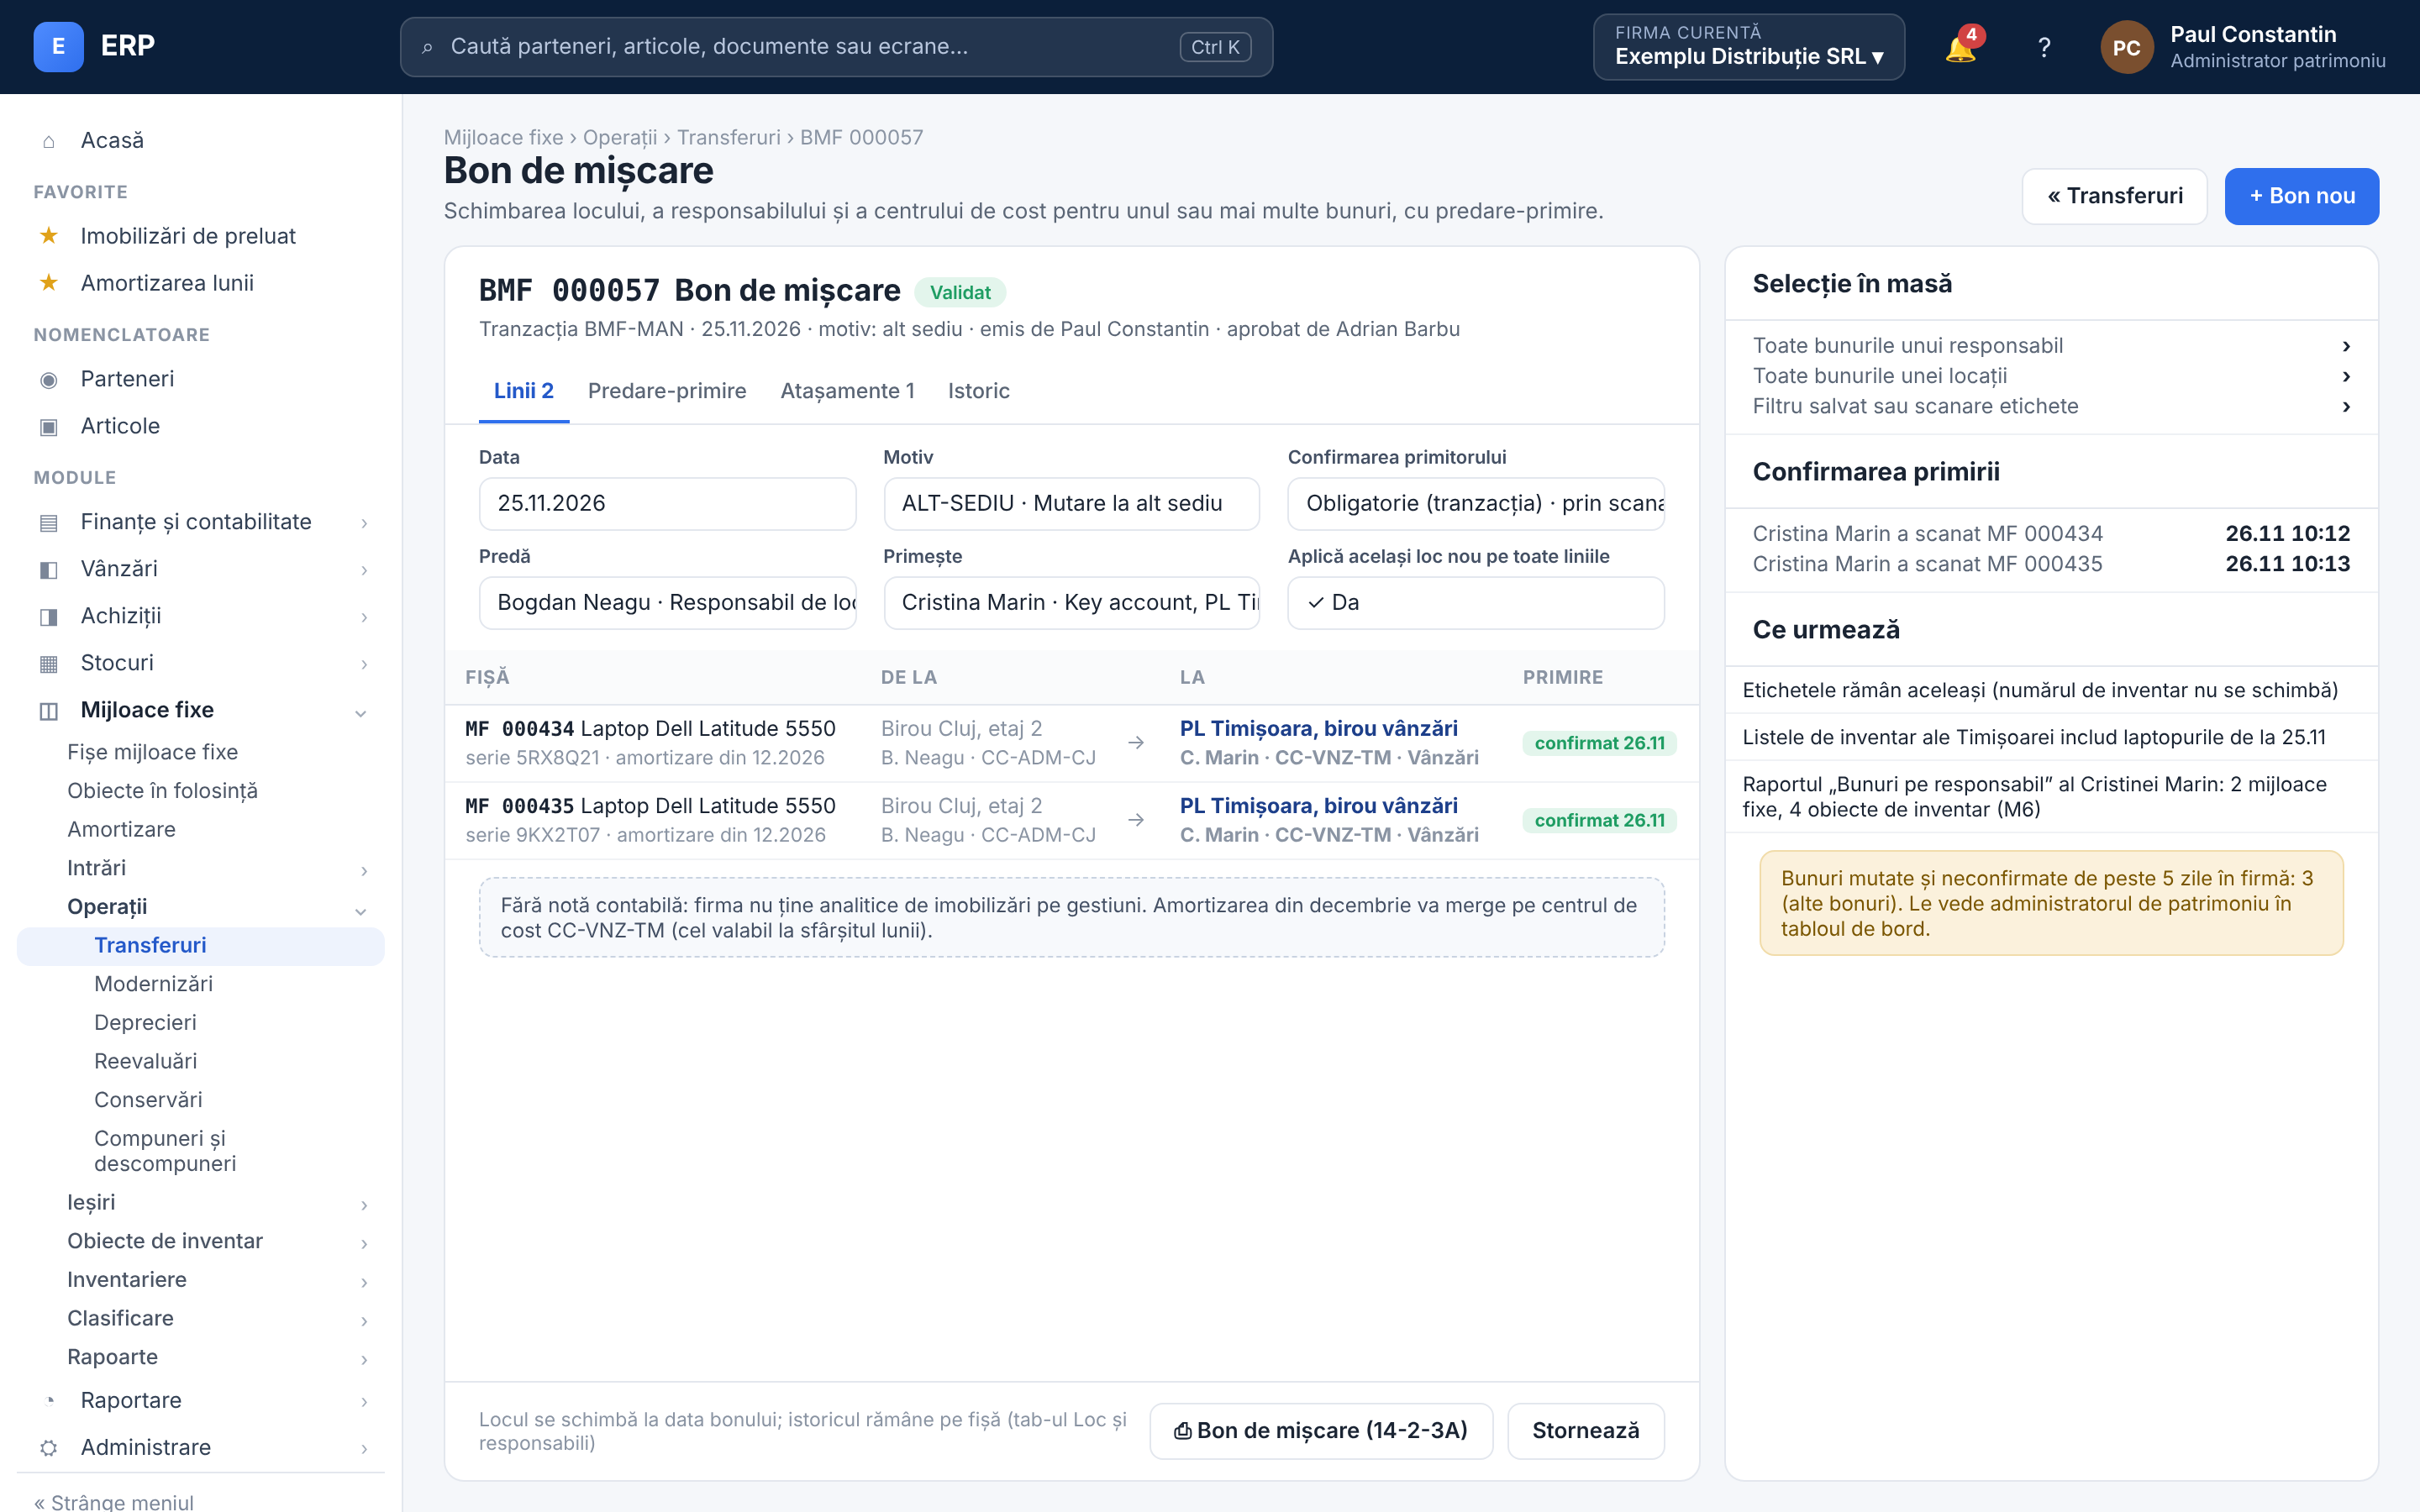 E ERP
Caută parteneri, articole, documente sau ecrane... Ctrl K
FIRMA CURENTĂ
Exemplu Distribuție SRL ▾
4
?
PC
Paul Constantin
Administrator patrimoniu
Acasă
FAVORITE
★ Imobilizări de preluat
★ Amortizarea lunii
NOMENCLATOARE
Parteneri
Articole
MODULE
Finanțe și contabilitate ›
Vânzări ›
Achiziții ›
Stocuri ›
Mijloace fixe
Fișe mijloace fixe
Obiecte în folosință
Amortizare
Intrări ›
Operații
Transferuri
Modernizări
Deprecieri
Reevaluări
Conservări
Compuneri și
descompuneri
Ieșiri ›
Obiecte de inventar ›
Inventariere ›
Clasificare ›
Rapoarte ›
Raportare ›
Administrare ›
« Strânge meniul
Mijloace fixe › Operații › Transferuri › BMF 000057
Bon de mișcare
Schimbarea locului, a responsabilului și a centrului de cost pentru unul sau mai multe bunuri, cu predare-primire.
« Transferuri
+ Bon nou
BMF 000057 Bon de mișcare Validat
Tranzacția BMF-MAN · 25.11.2026 · motiv: alt sediu · emis de Paul Constantin · aprobat de Adrian Barbu
Linii 2 Predare-primire Atașamente 1 Istoric
Data Motiv Confirmarea primitorului
25.11.2026 ALT-SEDIU · Mutare la alt sediu Obligatorie (tranzacția) · prin scana
Predă Primește Aplică același loc nou pe toate liniile
Bogdan Neagu · Responsabil de loc Cristina Marin · Key account, PL Ti ✓ Da
FIȘĂ DE LA LA PRIMIRE
MF 000434 Laptop Dell Latitude 5550 Birou Cluj, etaj 2 → PL Timișoara, birou vânzări confirmat 26.11
serie 5RX8Q21 · amortizare din 12.2026 B. Neagu · CC-ADM-CJ C. Marin · CC-VNZ-TM · Vânzări
MF 000435 Laptop Dell Latitude 5550 Birou Cluj, etaj 2 → PL Timișoara, birou vânzări confirmat 26.11
serie 9KX2T07 · amortizare din 12.2026 B. Neagu · CC-ADM-CJ C. Marin · CC-VNZ-TM · Vânzări
Fără notă contabilă: firma nu ține analitice de imobilizări pe gestiuni. Amortizarea din decembrie va merge pe centrul de
cost CC-VNZ-TM (cel valabil la sfârșitul lunii).
Locul se schimbă la data bonului; istoricul rămâne pe fișă (tab-ul Loc și
responsabili)
⎙ Bon de mișcare (14-2-3A)
Stornează
Selecție în masă
Toate bunurile unui responsabil ›
Toate bunurile unei locații ›
Filtru salvat sau scanare etichete ›
Confirmarea primirii
Cristina Marin a scanat MF 000434 26.11 10:12
Cristina Marin a scanat MF 000435 26.11 10:13
Ce urmează
Etichetele rămân aceleași (numărul de inventar nu se schimbă)
Listele de inventar ale Timișoarei includ laptopurile de la 25.11
Raportul „Bunuri pe responsabil” al Cristinei Marin: 2 mijloace
fixe, 4 obiecte de inventar (M6)
Bunuri mutate și neconfirmate de peste 5 zile în firmă: 3
(alte bonuri). Le vede administratorul de patrimoniu în
tabloul de bord.